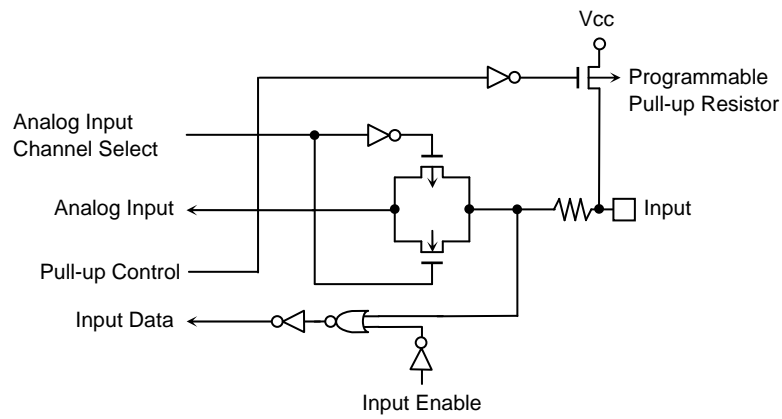 Vcc
Programmable
Pull-up Resistor
Analog Input
Channel Select
Analog Input
Input
Pull-up Control
Input Data
Input Enable